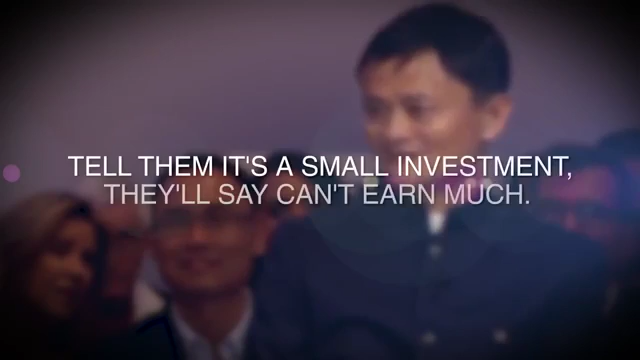 TELL THEM IT'S A SMALL INVESTMENT,
THEY'LL SAY CAN'T EARN MUCH.